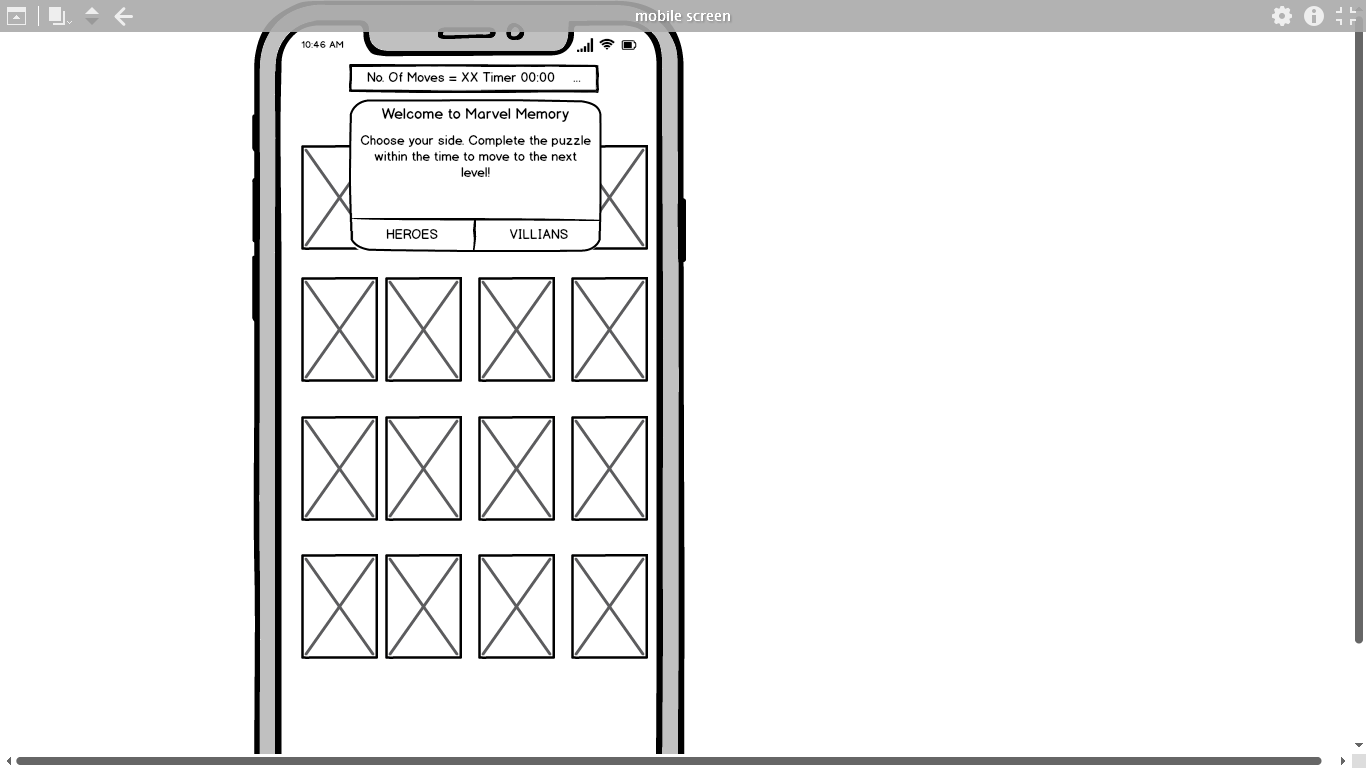 mobile screen
10:46 AM
No. Of Moves = XX Timer 00:00 ...
Welcome to Marvel Memory
Choose your side. Complete the puzzle
within the time to move to the next
level!
HEROES VILLIANS